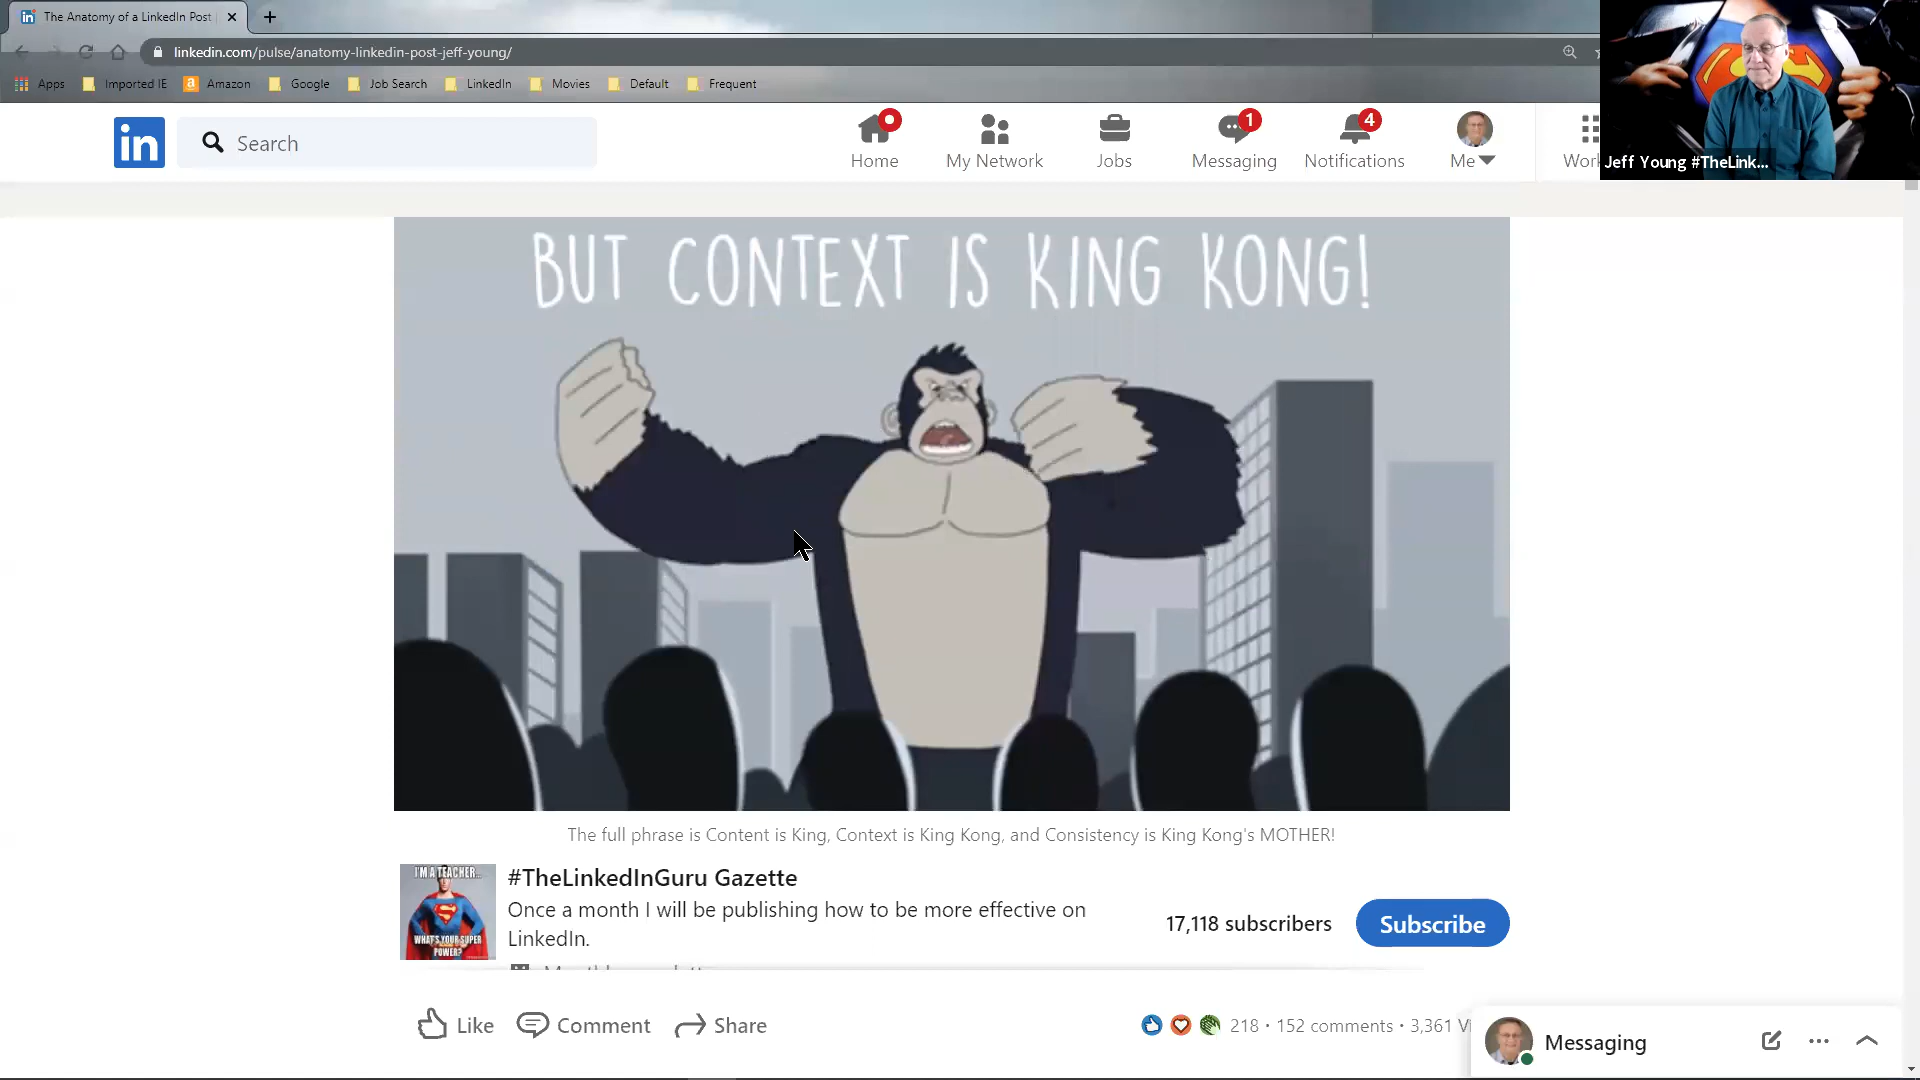 The Anatomy of a LinkedIn Post
linkedin.com/pulse/anatomy-linkedin-post-jeff-young/
Apps Imported IE Amazon Google Job Search LinkedIn Movies Default Frequent
Jeff Young #TheLink...
in
Search
Home
My Network
Jobs
1
Messaging
4
Notifications
Me
BUT CONTEXT IS KING KONG!
The full phrase is Content is King, Context is King Kong, and Consistency is King Kong's MOTHER!
I'M A TEACHER...
WHAT'S YOUR SUPER
POWER?
#TheLinkedInGuru Gazette
Once a month I will be publishing how to be more effective on
LinkedIn.
17,118 subscribers
Subscribe
Like Comment Share
218 • 152 comments • 3,361
Messaging